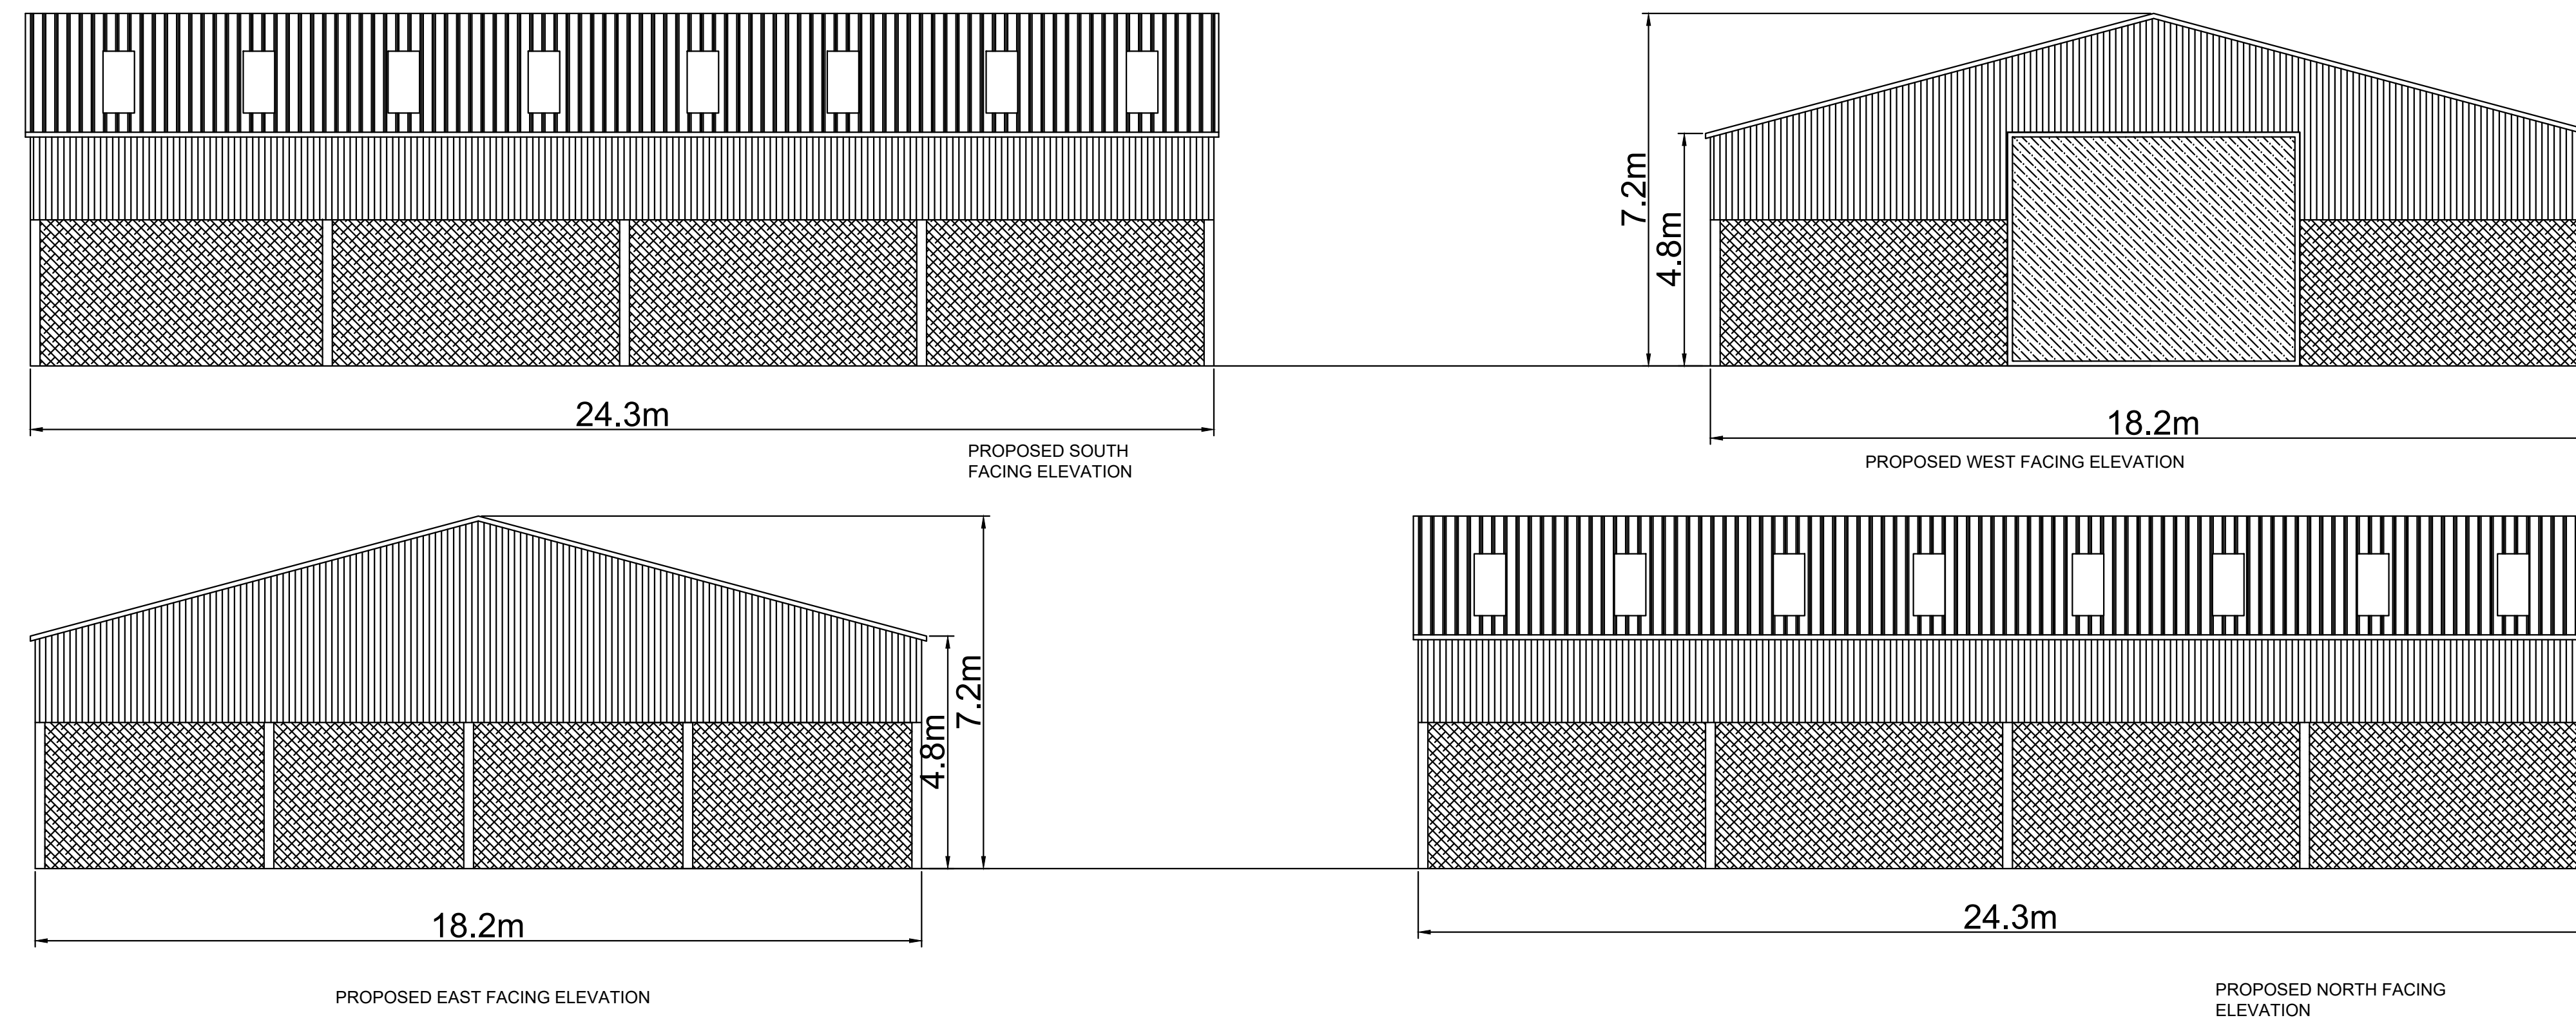 7.2m
4.8m
24.3m
18.2m
PROPOSED SOUTH
FACING ELEVATION
PROPOSED WEST FACING ELEVATION
4.8m
7.2m
18.2m
24.3m
PROPOSED EAST FACING ELEVATION
PROPOSED NORTH FACING
ELEVATION